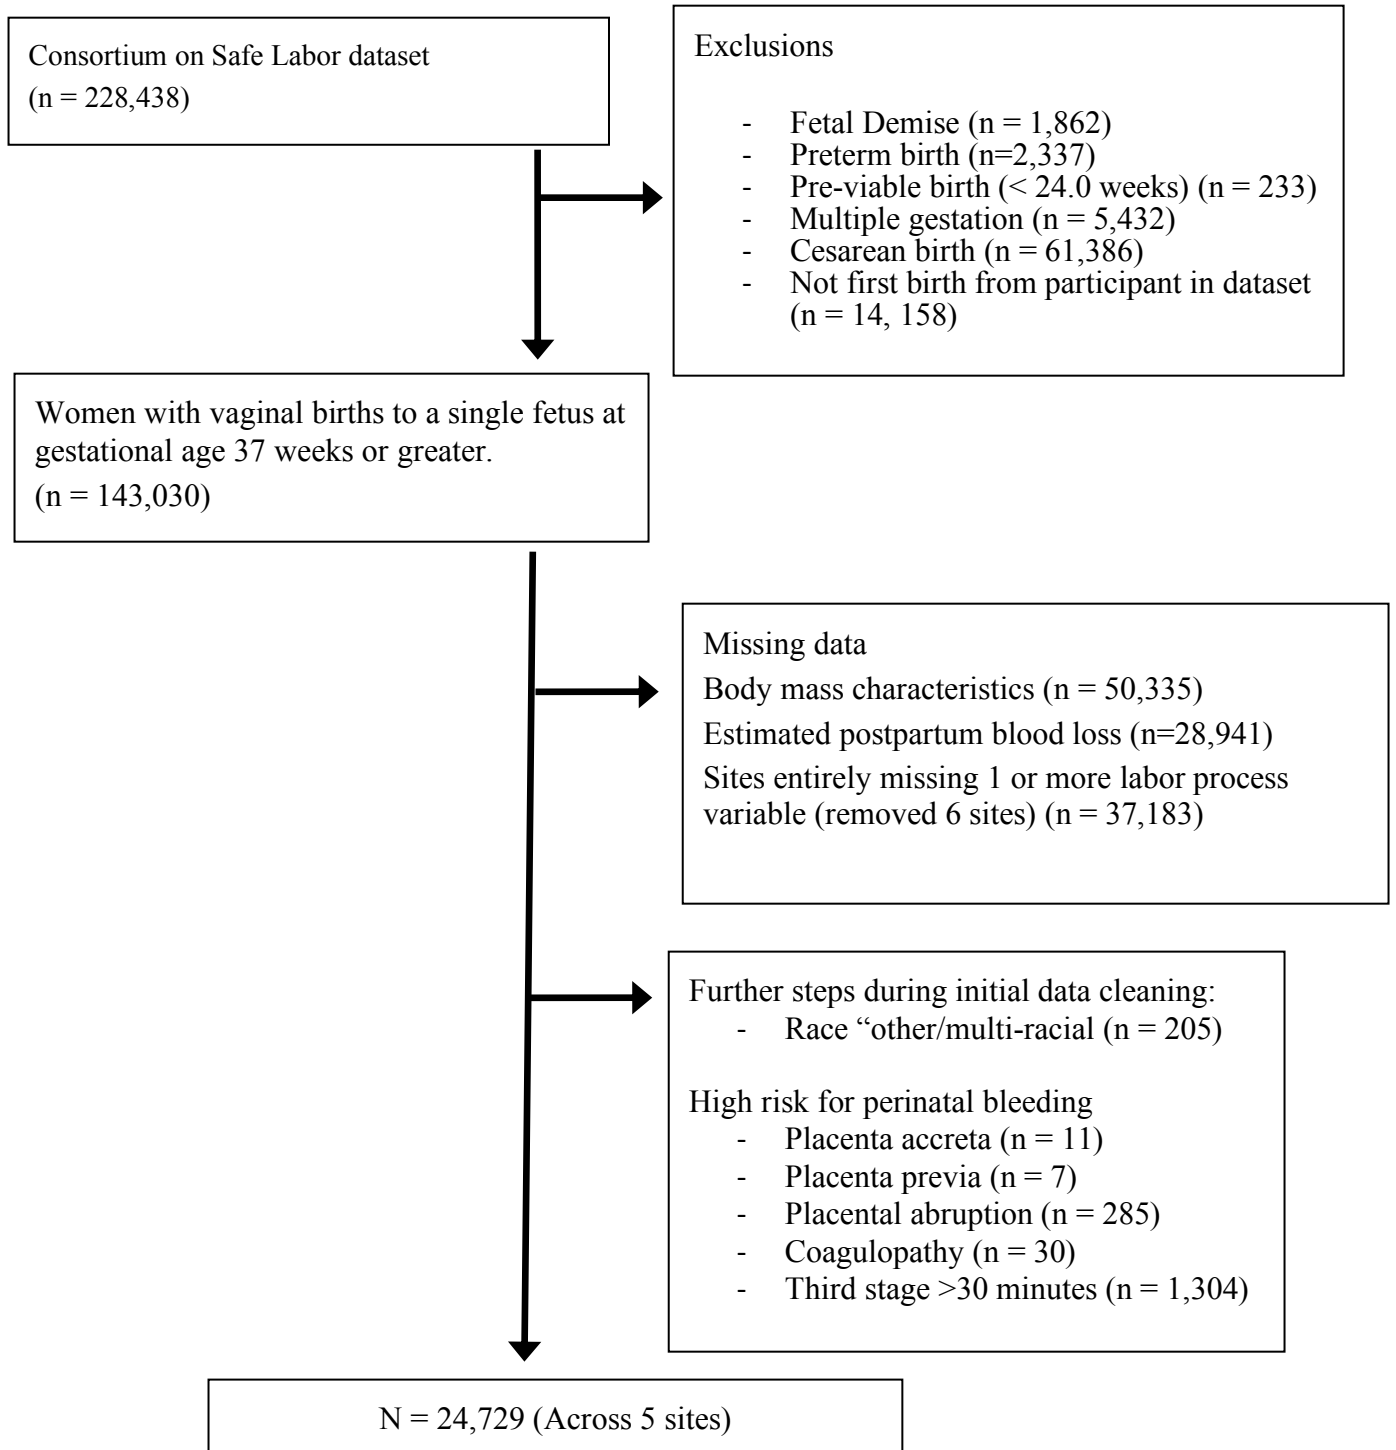 Consortium on Safe Labor dataset
(n = 228,438)
Exclusions
- Fetal Demise (n = 1,862)
- Preterm birth (n=2,337)
- Pre-viable birth (< 24.0 weeks) (n = 233)
- Multiple gestation (n = 5,432)
- Cesarean birth (n = 61,386)
- Not first birth from participant in dataset
(n = 14, 158)
Women with vaginal births to a single fetus at
gestational age 37 weeks or greater.
(n = 143,030)
Missing data
Body mass characteristics (n = 50,335)
Estimated postpartum blood loss (n=28,941)
Sites entirely missing 1 or more labor process
variable (removed 6 sites) (n = 37,183)
Further steps during initial data cleaning:
- Race “other/multi-racial (n = 205)
High risk for perinatal bleeding
- Placenta accreta (n = 11)
- Placenta previa (n = 7)
- Placental abruption (n = 285)
- Coagulopathy (n = 30)
- Third stage >30 minutes (n = 1,304)
N = 24,729 (Across 5 sites)